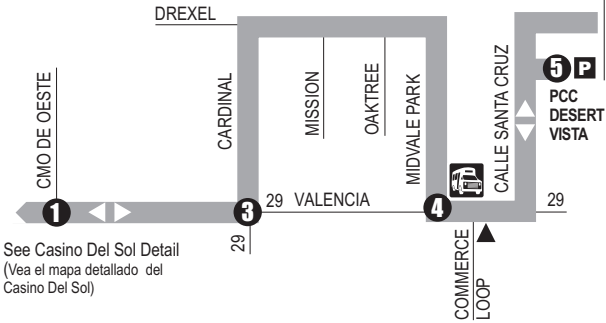 DREXEL
CMO DE OESTE
CARDINAL
MISSION
OAKTREE
MIDVALE PARK
CALLE SANTA CRUZ
5 P
PCC
DESERT
VISTA
1
3
29 VALENCIA
4
29
29
See Casino Del Sol Detail
(Vea el mapa detallado del
Casino Del Sol)
COMMERCE
LOOP